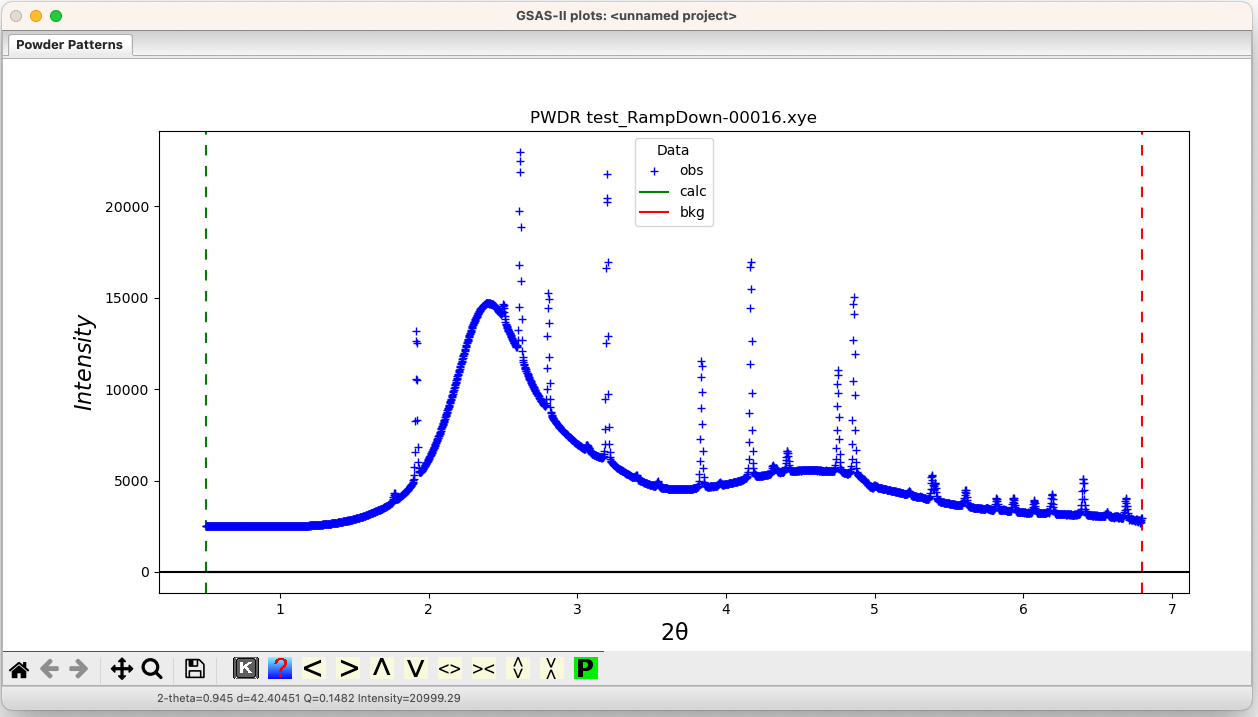 GSAS-II plots: <unnamed project>
Powder Patterns
PWDR test_RampDown-00016.xye
Data
obs
calc
bkg
Intensity
20000
15000
10000
5000
0
1 2 3 4 5 6 7
2θ
K ? < > Λ V <> >< P
2-theta=0.945 d=42.40451 Q=0.1482 Intensity=20999.29